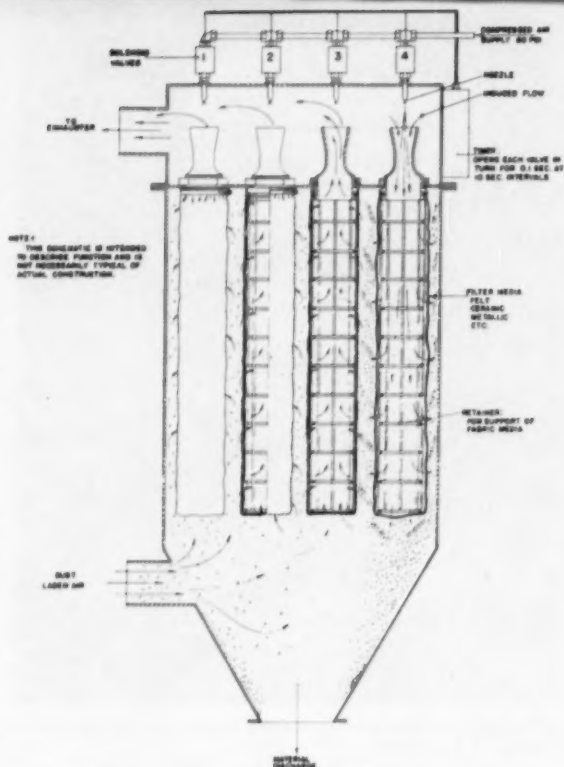 COMPRESSED AIR
SUPPLY 80 PSI
SOLENOID
VALVES
1
2
3
4
NOZZLE
INDUCED FLOW
TO
EXHAUSTER
TIMER
OPENS EACH VALVE IN
TURN FOR 0.1 SEC. AT
10 SEC. INTERVALS
NOTE:
THIS SCHEMATIC IS INTENDED
TO DESCRIBE FUNCTION AND IS
NOT NECESSARILY TYPICAL OF
ACTUAL CONSTRUCTION.
FILTER MEDIA
FELT
CERAMIC
METALLIC
ETC.
RETAINER
FOR SUPPORT OF
FABRIC MEDIA
DUST
LADEN AIR
MATERIAL
DISCHARGE